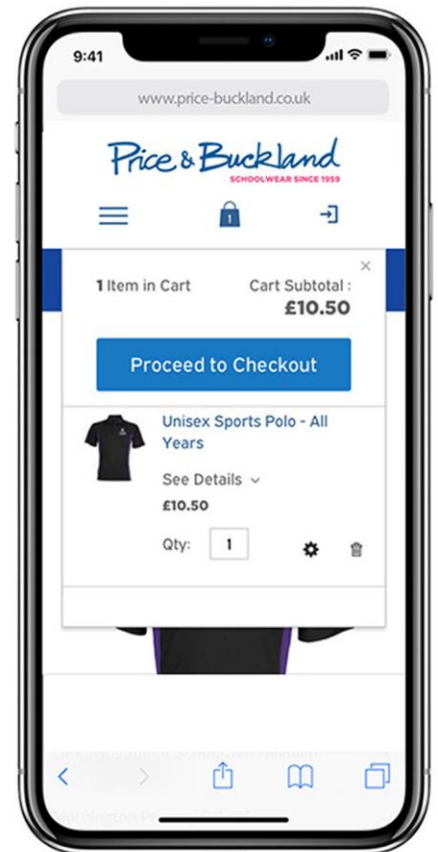 9:41
www.price-buckland.co.uk
Price & Buckland
SCHOOLWEAR SINCE 1959
1
1 Item in Cart
Cart Subtotal :
£10.50
Proceed to Checkout
Unisex Sports Polo - All
Years
See Details
£10.50
Qty: 1